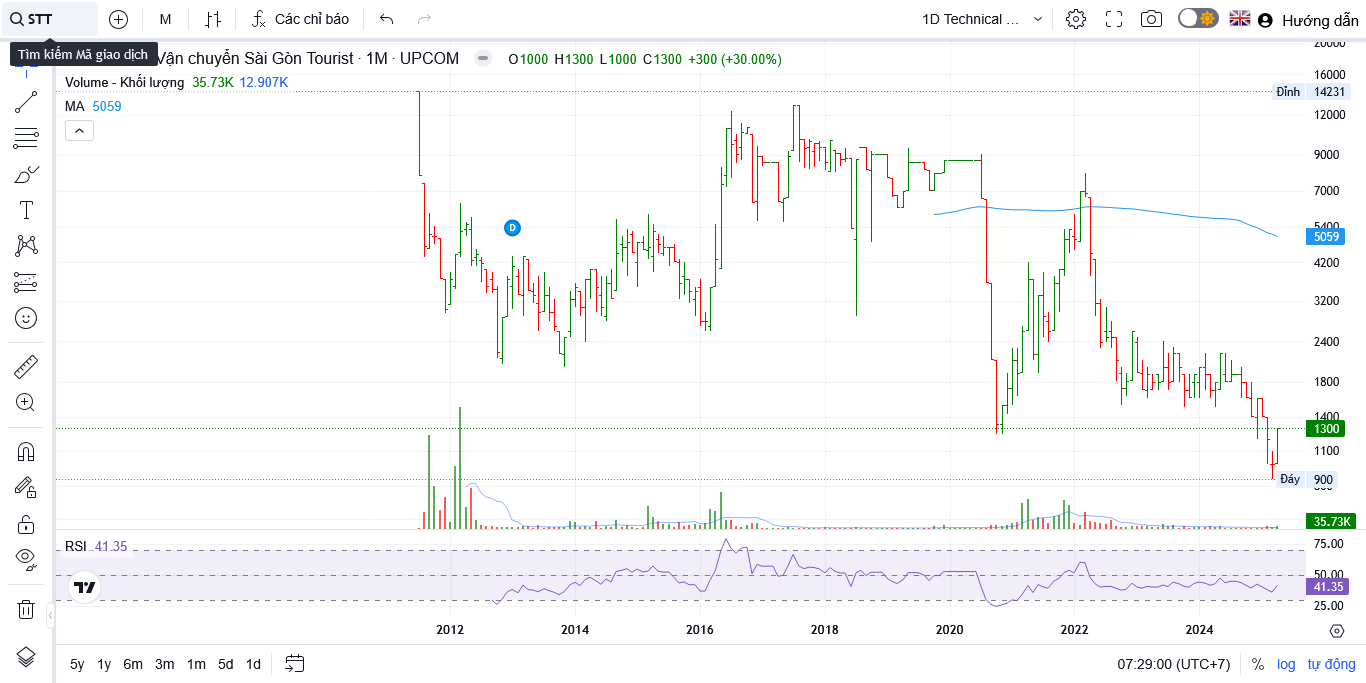 STT M Các chỉ báo 1D Technical ... Hướng dẫn
Tìm kiếm Mã giao dịch
Vận chuyển Sài Gòn Tourist · 1M · UPCOM O1000 H1300 L1000 C1300 +300 (+30.00%)
Volume - Khối lượng 35.73K 12.907K
MA 5059
20000
16000
Đỉnh 14231
12000
9000
7000
D
5400
5059
4200
3200
2400
1800
1400
1300
1100
Đáy 900
35.73K
RSI 41.35
75.00
50.00
41.35
25.00
2012 2014 2016 2018 2020 2022 2024
5y 1y 6m 3m 1m 5d 1d 07:29:00 (UTC+7) % log tự động